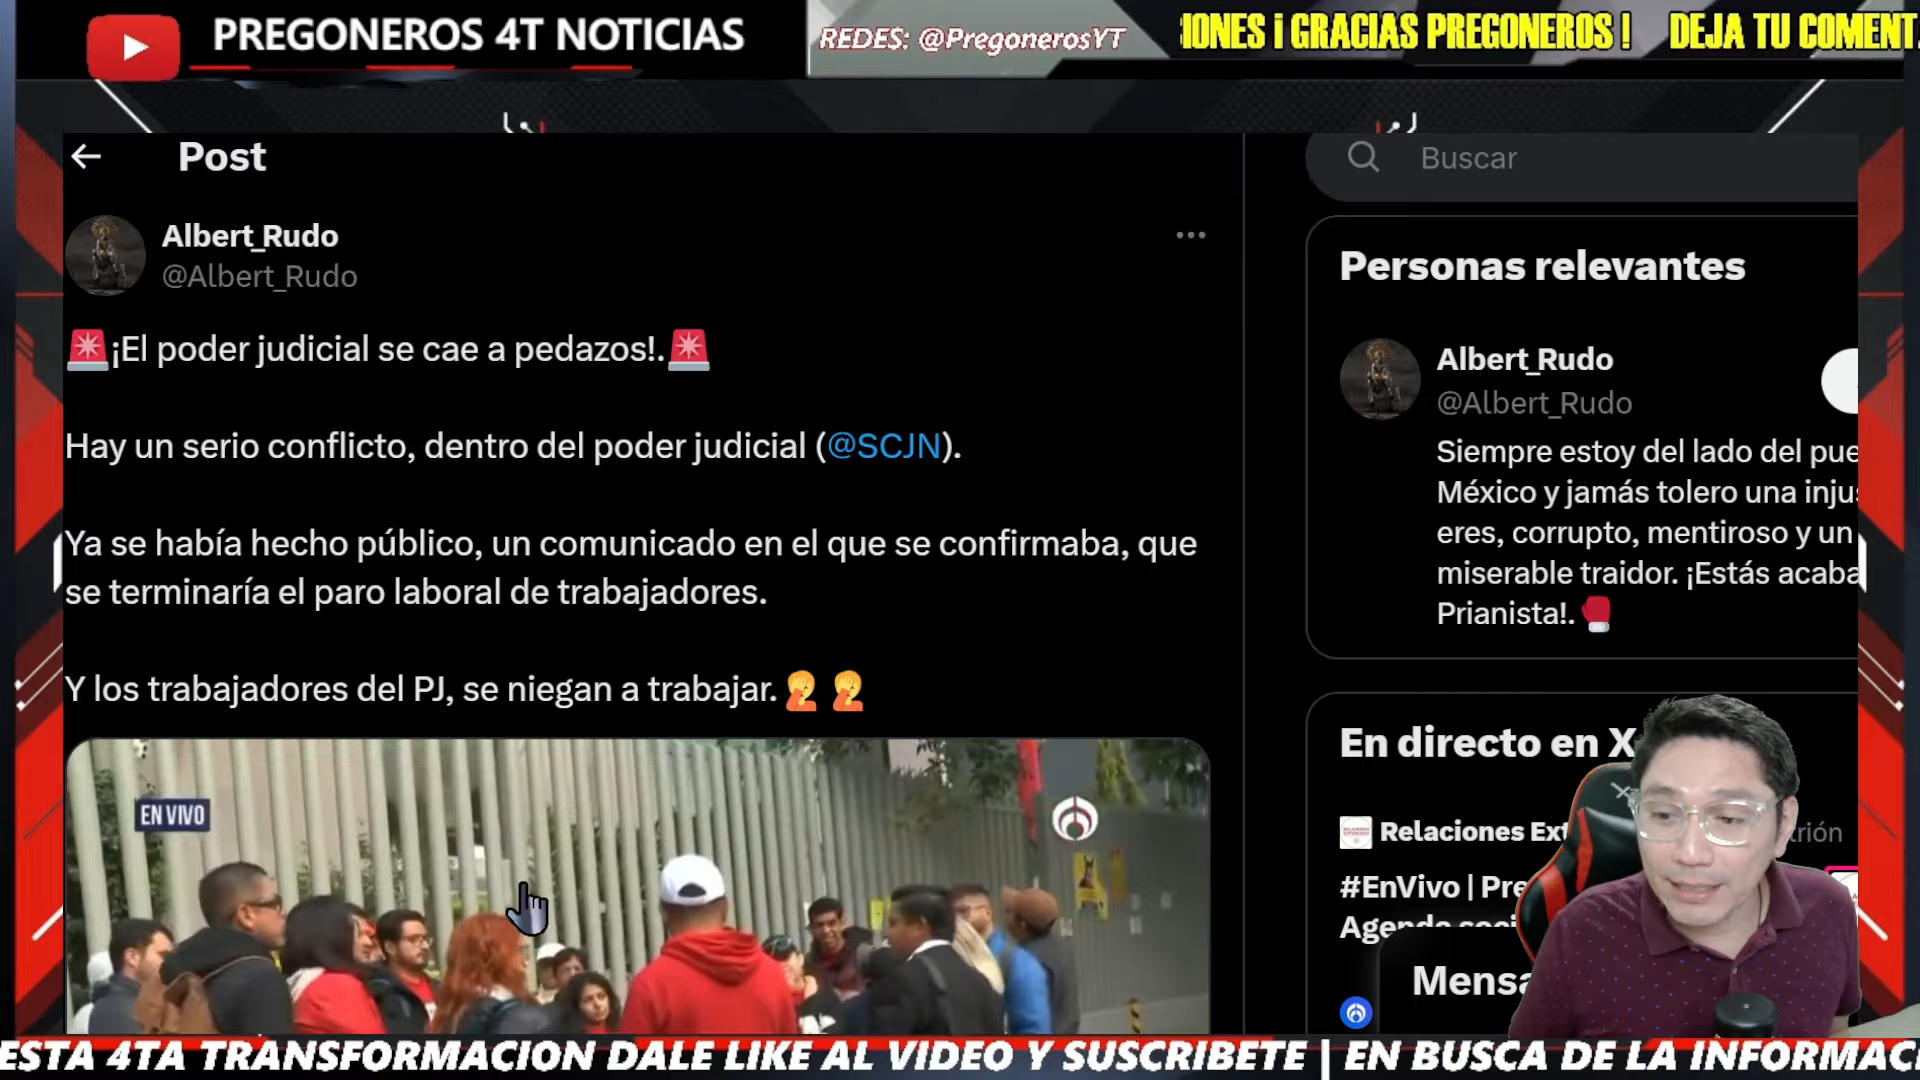 PREGONEROS 4T NOTICIAS
REDES: @PregonerosYT
IONES ¡ GRACIAS PREGONEROS !
DEJA TU COMENT
Post
Buscar
Albert_Rudo
@Albert_Rudo
🚨¡El poder judicial se cae a pedazos!.🚨
Hay un serio conflicto, dentro del poder judicial (@SCJN).
Ya se había hecho público, un comunicado en el que se confirmaba, que
se terminaría el paro laboral de trabajadores.
Y los trabajadores del PJ, se niegan a trabajar.🤦🤦
EN VIVO
Personas relevantes
Albert_Rudo
@Albert_Rudo
Siempre estoy del lado del pue
México y jamás tolero una inju
eres, corrupto, mentiroso y un
miserable traidor. ¡Estás acaba
Prianista!.🥊
En directo en X
Relaciones Ext
trión
#EnVivo | Pre
Agenda soci
Mensa
ESTA 4TA TRANSFORMACION DALE LIKE AL VIDEO Y SUSCRIBETE | EN BUSCA DE LA INFORMAC